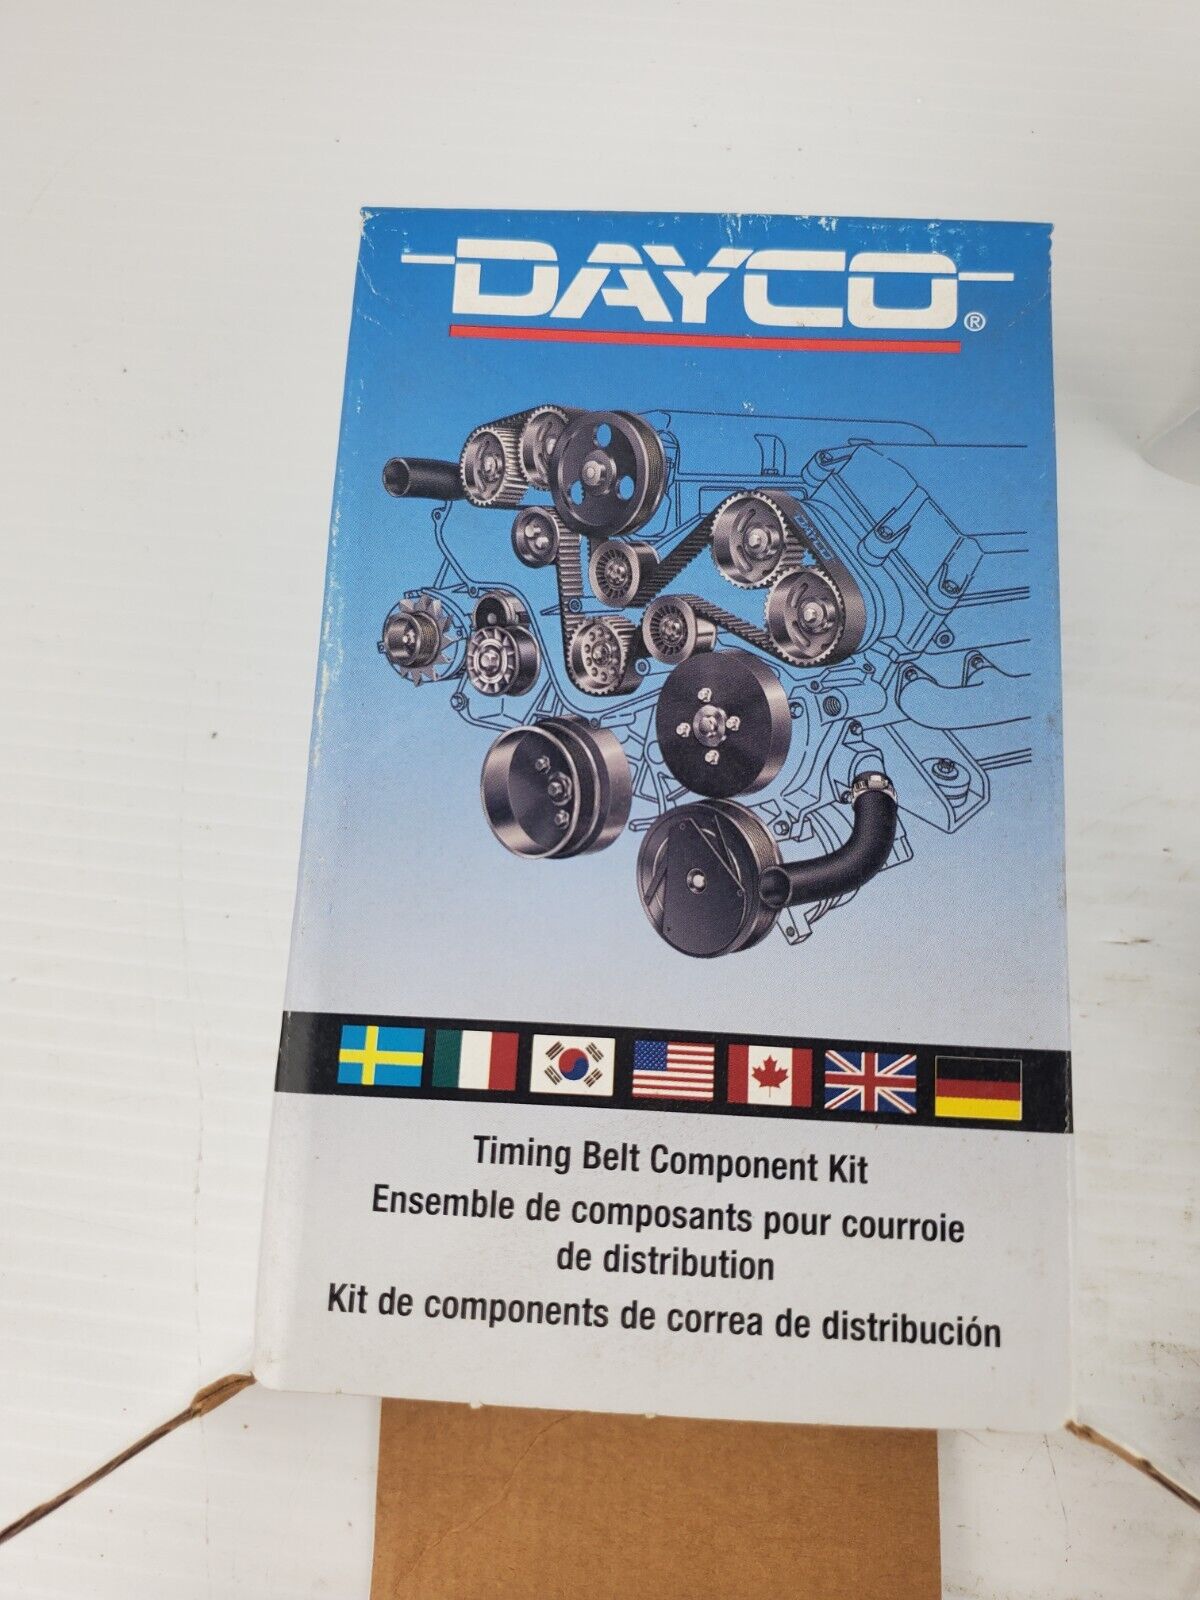 DAYCO®
DAYCO
Timing Belt Component Kit
Ensemble de composants pour courroie
de distribution
Kit de componentes de correa de distribución